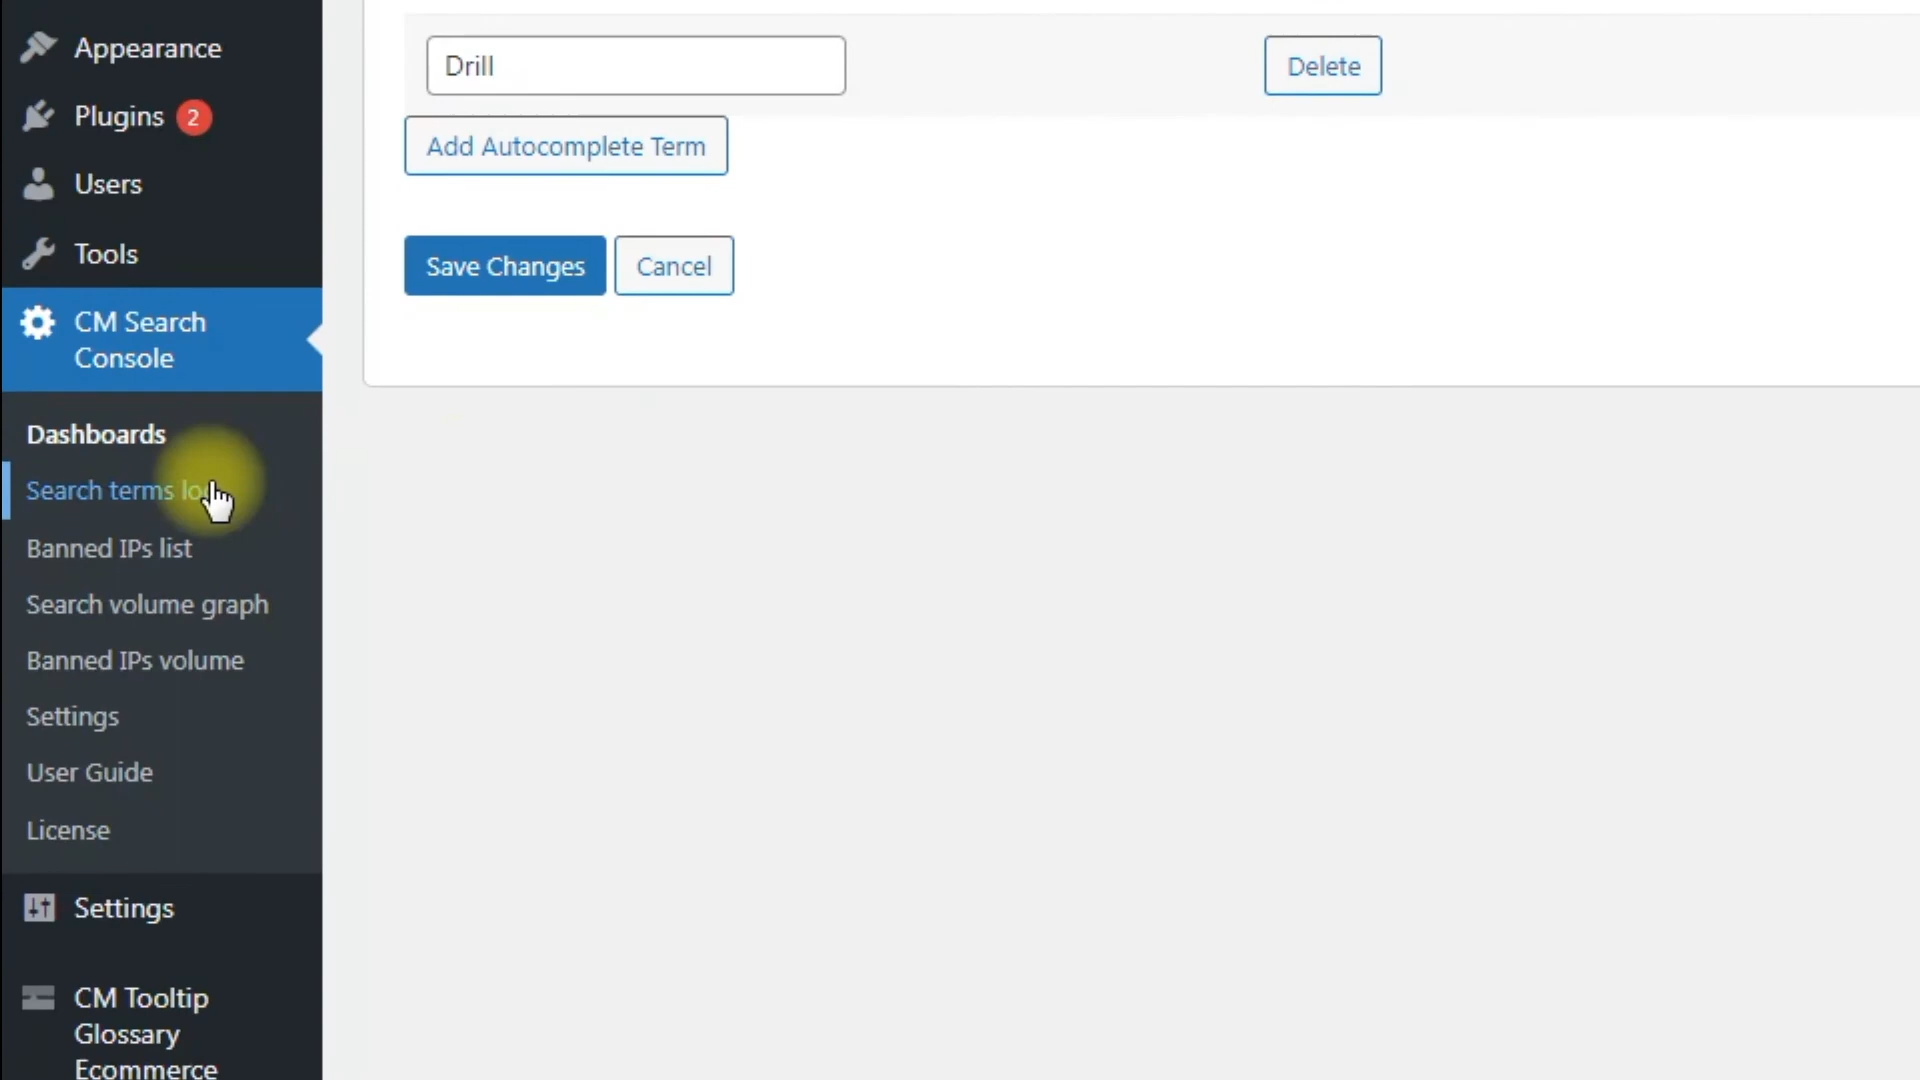 Appearance
Plugins 2
Users
Tools
CM Search
Console
Dashboards
Search terms
Banned IPs list
Search volume graph
Banned IPs volume
Settings
User Guide
License
Settings
CM Tooltip
Glossary
Ecommerce
Drill
Delete
Add Autocomplete Term
Save Changes
Cancel